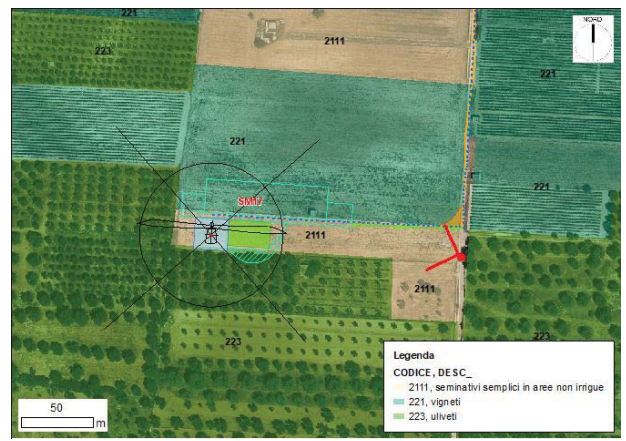 221
NORD
223
2111
221
221
221
SM17
2111
2111
223
223
Legenda
CODICE, DESC_
2111, seminativi semplici in aree non irrigue
221, vigneti
223, uliveti
50
m